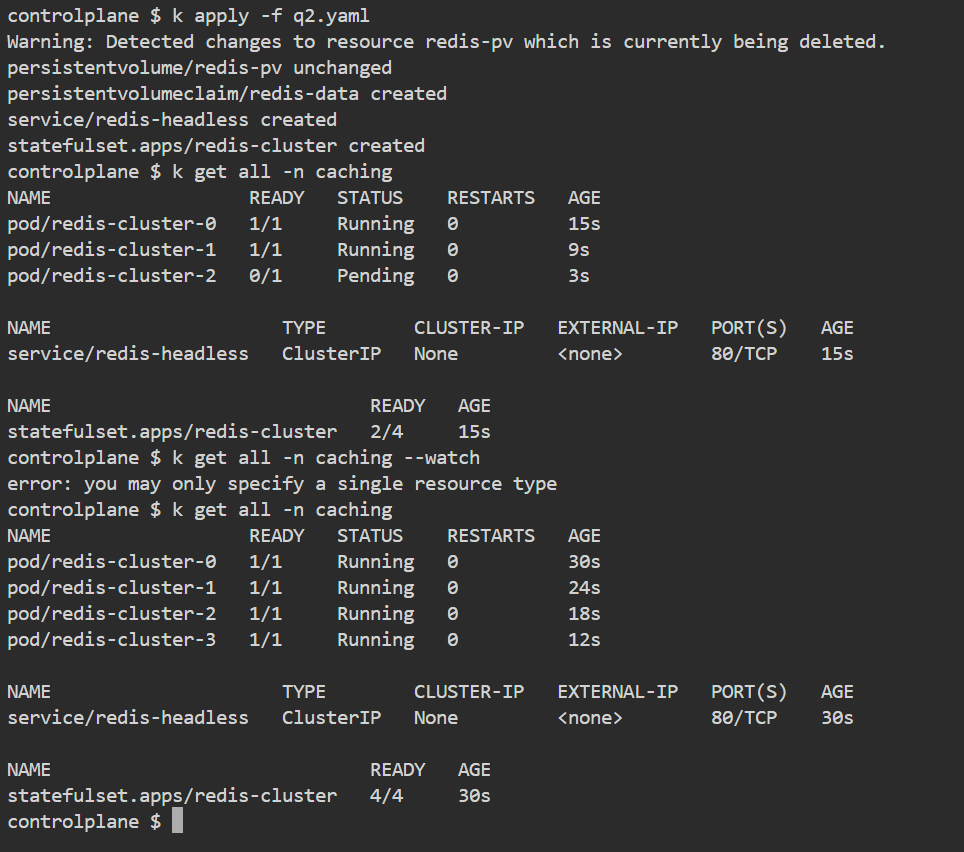 controlplane $ k apply -f q2.yaml
Warning: Detected changes to resource redis-pv which is currently being deleted.
persistentvolume/redis-pv unchanged
persistentvolumeclaim/redis-data created
service/redis-headless created
statefulset.apps/redis-cluster created
controlplane $ k get all -n caching
NAME                  READY   STATUS    RESTARTS   AGE
pod/redis-cluster-0   1/1     Running   0          15s
pod/redis-cluster-1   1/1     Running   0          9s
pod/redis-cluster-2   0/1     Pending   0          3s

NAME                     TYPE        CLUSTER-IP   EXTERNAL-IP   PORT(S)   AGE
service/redis-headless   ClusterIP   None         <none>        80/TCP    15s

NAME                             READY   AGE
statefulset.apps/redis-cluster   2/4     15s
controlplane $ k get all -n caching --watch
error: you may only specify a single resource type
controlplane $ k get all -n caching
NAME                  READY   STATUS    RESTARTS   AGE
pod/redis-cluster-0   1/1     Running   0          30s
pod/redis-cluster-1   1/1     Running   0          24s
pod/redis-cluster-2   1/1     Running   0          18s
pod/redis-cluster-3   1/1     Running   0          12s

NAME                     TYPE        CLUSTER-IP   EXTERNAL-IP   PORT(S)   AGE
service/redis-headless   ClusterIP   None         <none>        80/TCP    30s

NAME                             READY   AGE
statefulset.apps/redis-cluster   4/4     30s
controlplane $